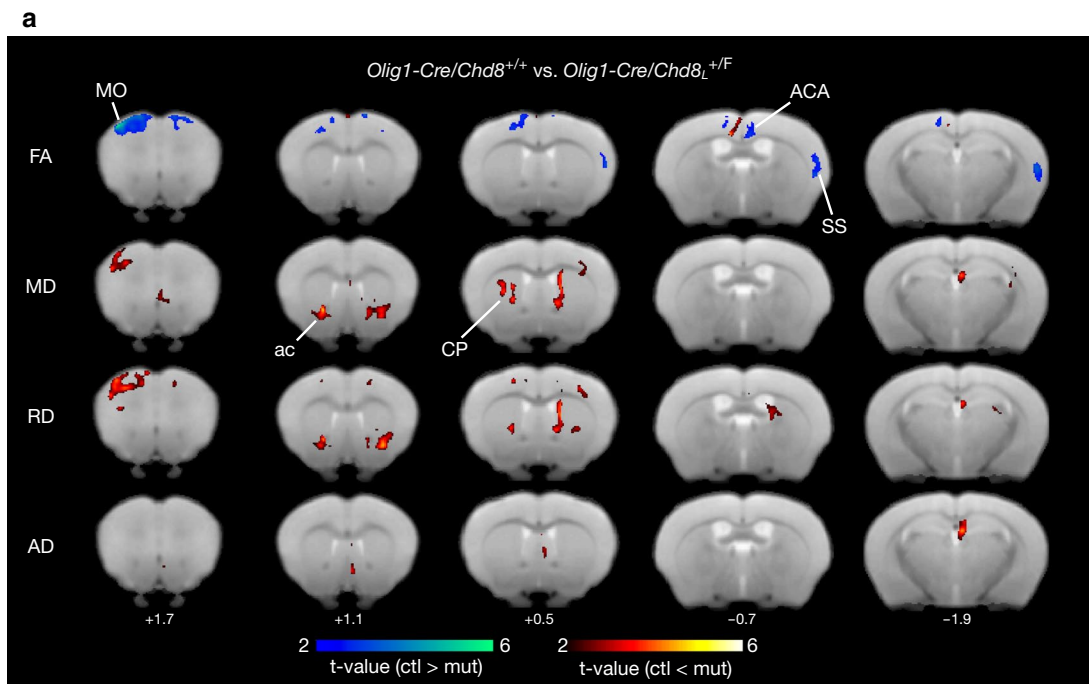 a
Olig1-Cre/Chd8+/+ vs. Olig1-Cre/Chd8L+/F
MO
ACA
FA
SS
MD
ac
CP
RD
AD
+1.7 +1.1 +0.5 −0.7 −1.9
2 6 2 6
t-value (ctl > mut) t-value (ctl < mut)